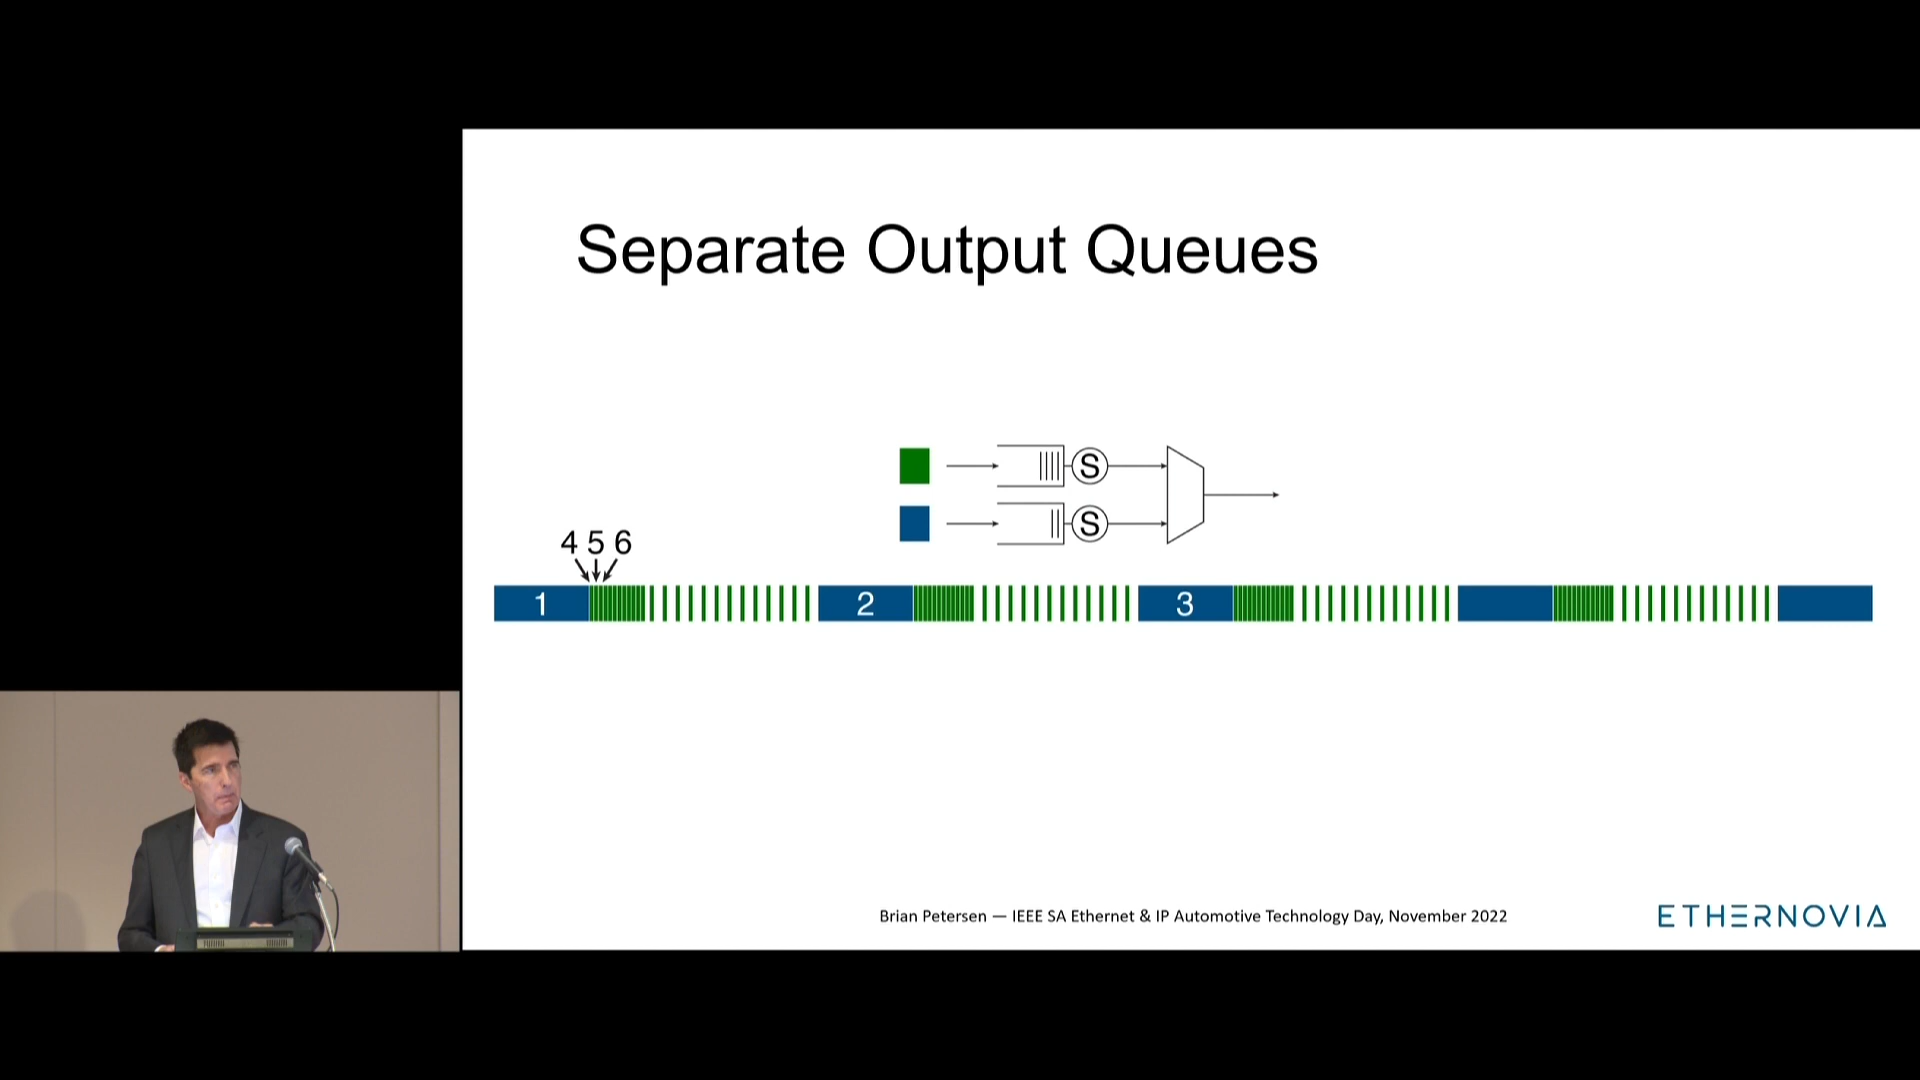 Separate Output Queues
S
S
4 5 6
1 2 3
Brian Petersen — IEEE SA Ethernet & IP Automotive Technology Day, November 2022
ETHERNOVIA